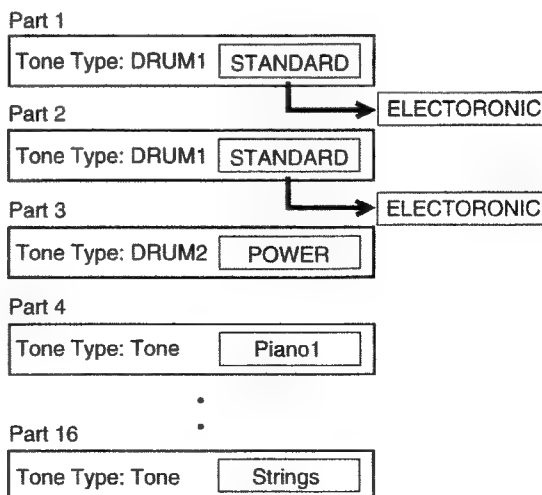 Part 1
Tone Type: DRUM1 STANDARD
ELECTORONIC
Part 2
Tone Type: DRUM1 STANDARD
ELECTORONIC
Part 3
Tone Type: DRUM2 POWER
Part 4
Tone Type: Tone Piano1
Part 16
Tone Type: Tone Strings